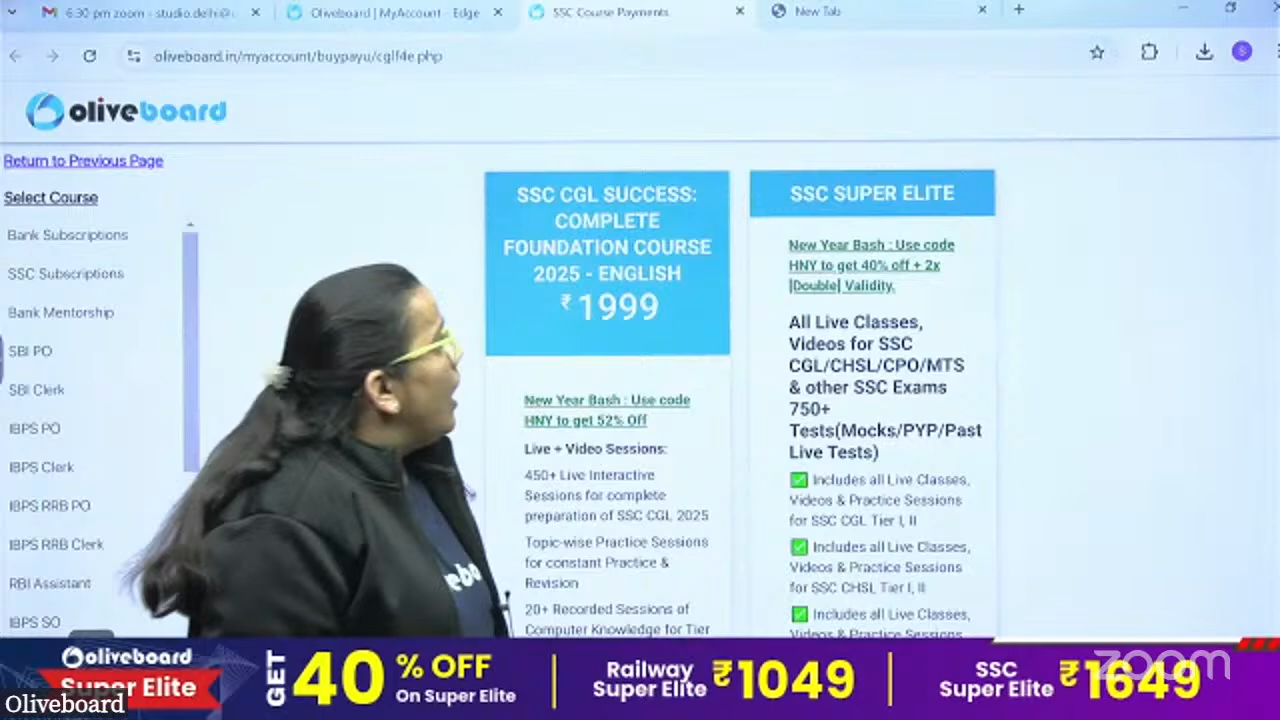 6:30 pm zoom - studio.delhi@
Oliveboard | MyAccount - Edge
SSC Course Payments
New Tab
oliveboard.in/myaccount/buypayu/cglf4e.php
S
oliveboard
Return to Previous Page
Select Course
Bank Subscriptions
SSC Subscriptions
Bank Mentorship
SBI PO
SBI Clerk
IBPS PO
IBPS Clerk
IBPS RRB PO
IBPS RRB Clerk
RBI Assistant
IBPS SO
SSC CGL SUCCESS:
COMPLETE
FOUNDATION COURSE
2025 - ENGLISH
₹ 1999
New Year Bash : Use code
HNY to get 52% Off
Live + Video Sessions:
450+ Live Interactive
Sessions for complete
preparation of SSC CGL 2025
Topic-wise Practice Sessions
for constant Practice &
Revision
20+ Recorded Sessions of
Computer Knowledge for Tier
SSC SUPER ELITE
New Year Bash : Use code
HNY to get 40% off + 2x
[Double] Validity.
All Live Classes,
Videos for SSC
CGL/CHSL/CPO/MTS
& other SSC Exams
750+
Tests(Mocks/PYP/Past
Live Tests)
✅ Includes all Live Classes,
Videos & Practice Sessions
for SSC CGL Tier I, II
✅ Includes all Live Classes,
Videos & Practice Sessions
for SSC CHSL Tier I, II
✅ Includes all Live Classes,
Videos & Practice Sessions
oliveboard
Super Elite
GET 40 % OFF
On Super Elite
Railway
Super Elite ₹1049
SSC
Super Elite ₹1649
zoom
Oliveboard